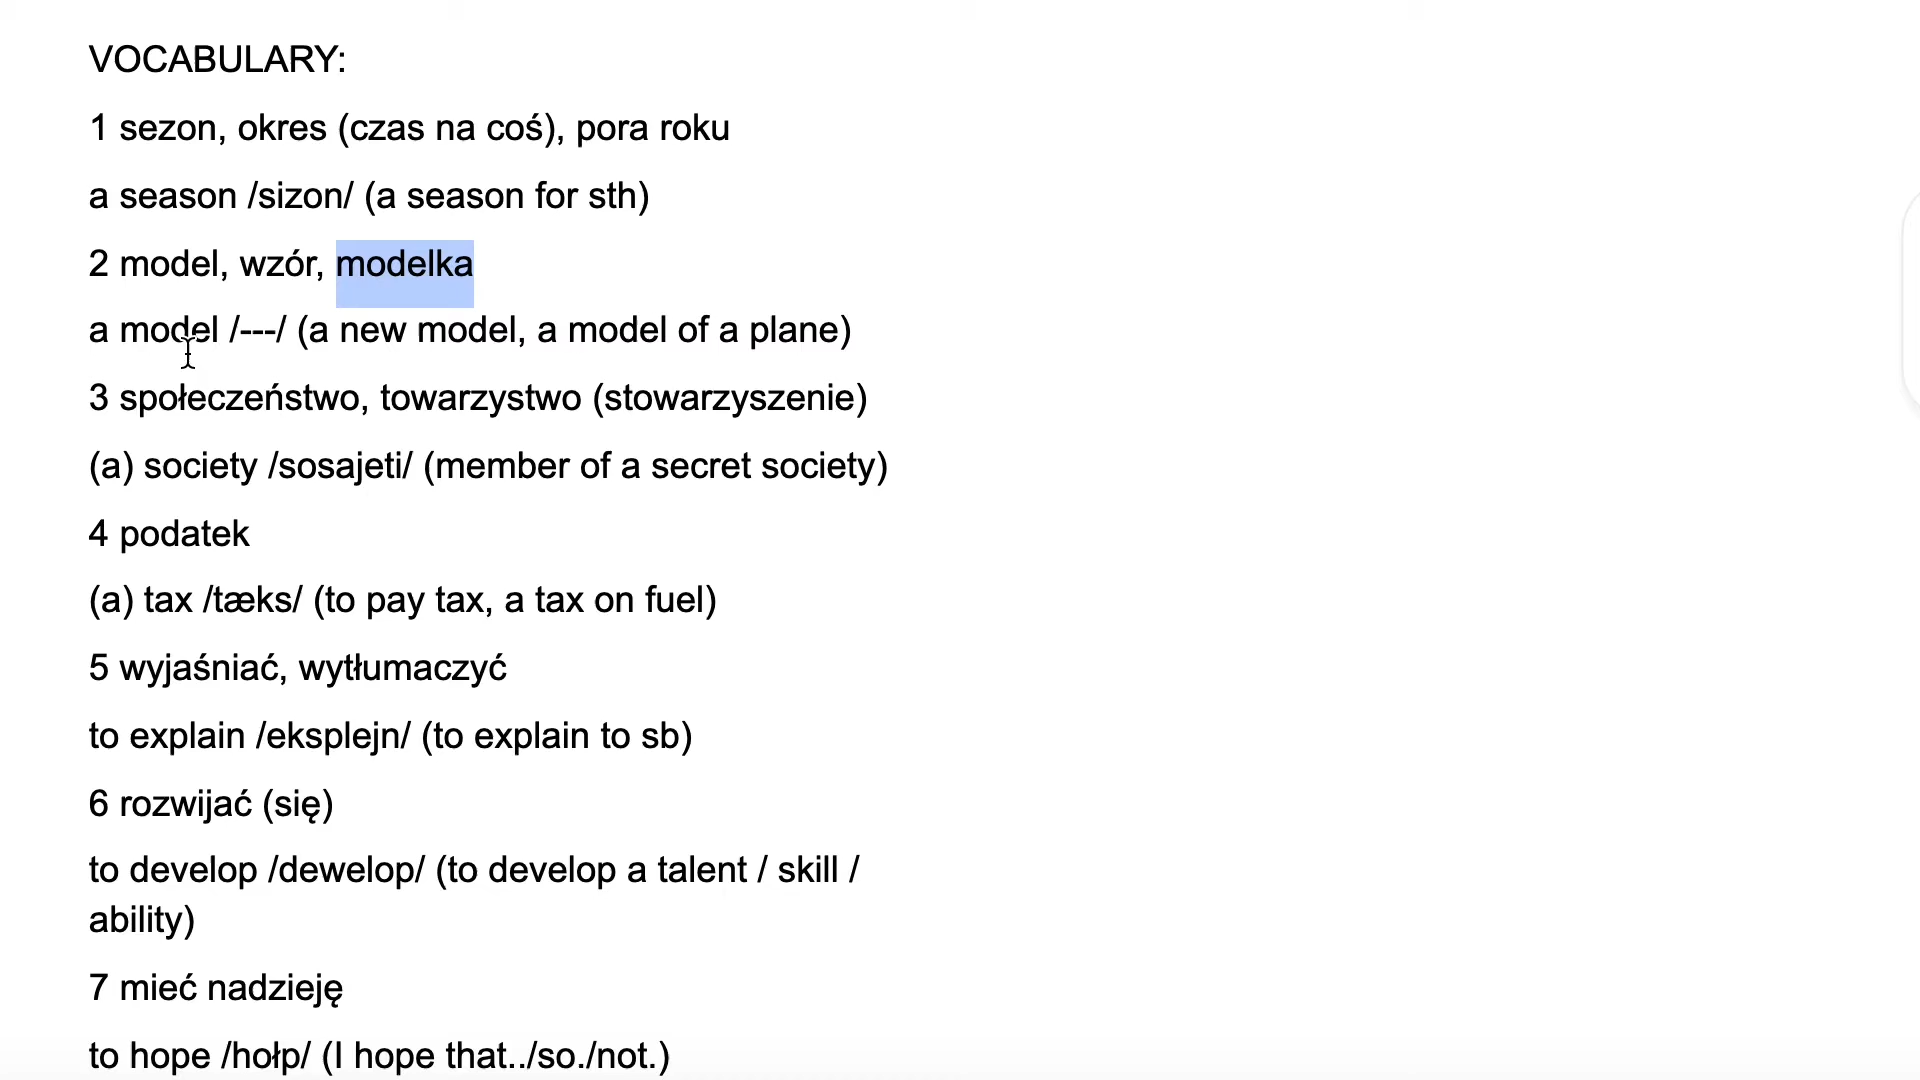 VOCABULARY:
1 sezon, okres (czas na coś), pora roku
a season /sizon/ (a season for sth)
2 model, wzór, modelka
a model /---/ (a new model, a model of a plane)
3 społeczeństwo, towarzystwo (stowarzyszenie)
(a) society /sosajeti/ (member of a secret society)
4 podatek
(a) tax /tæks/ (to pay tax, a tax on fuel)
5 wyjaśniać, wytłumaczyć
to explain /eksplejn/ (to explain to sb)
6 rozwijać (się)
to develop /dewelop/ (to develop a talent / skill /
ability)
7 mieć nadzieję
to hope /hołp/ (I hope that../so./not.)